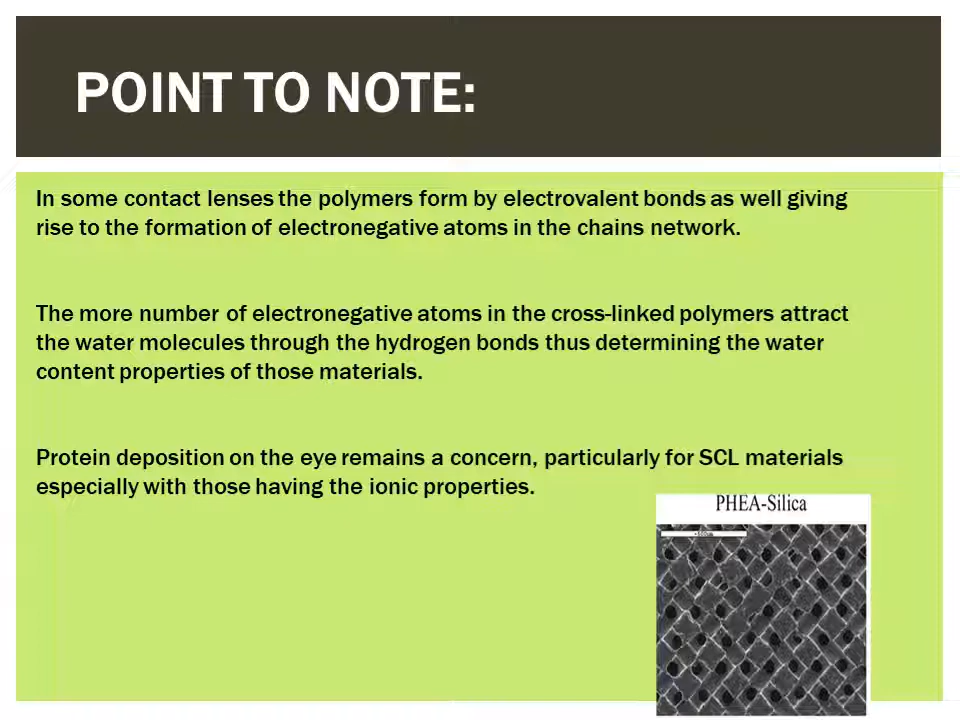 POINT TO NOTE:
In some contact lenses the polymers form by electrovalent bonds as well giving
rise to the formation of electronegative atoms in the chains network.
The more number of electronegative atoms in the cross-linked polymers attract
the water molecules through the hydrogen bonds thus determining the water
content properties of those materials.
Protein deposition on the eye remains a concern, particularly for SCL materials
especially with those having the ionic properties.
PHEA-Silica